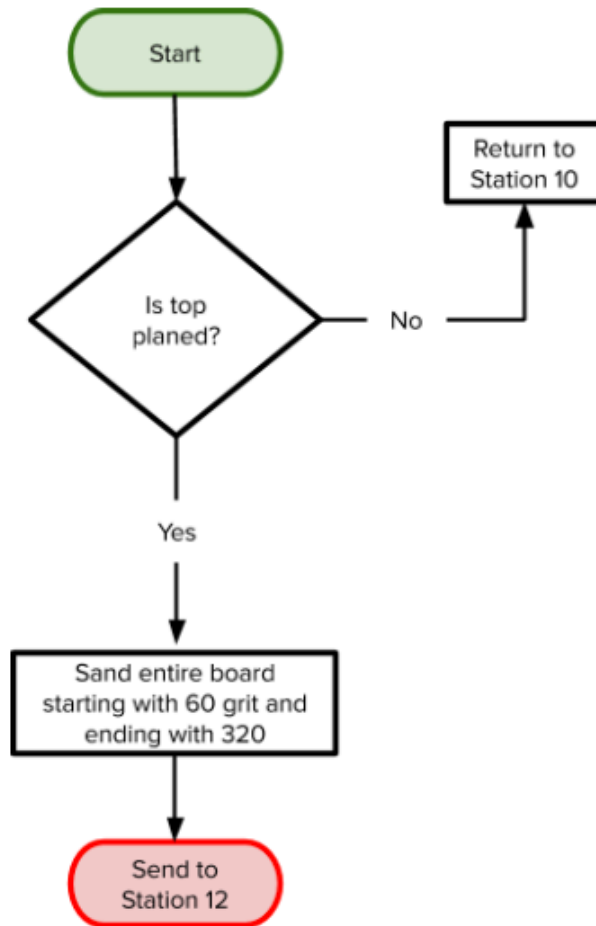 Start
Return to
Station 10
Is top
planed?
No
Yes
Sand entire board
starting with 60 grit and
ending with 320
Send to
Station 12